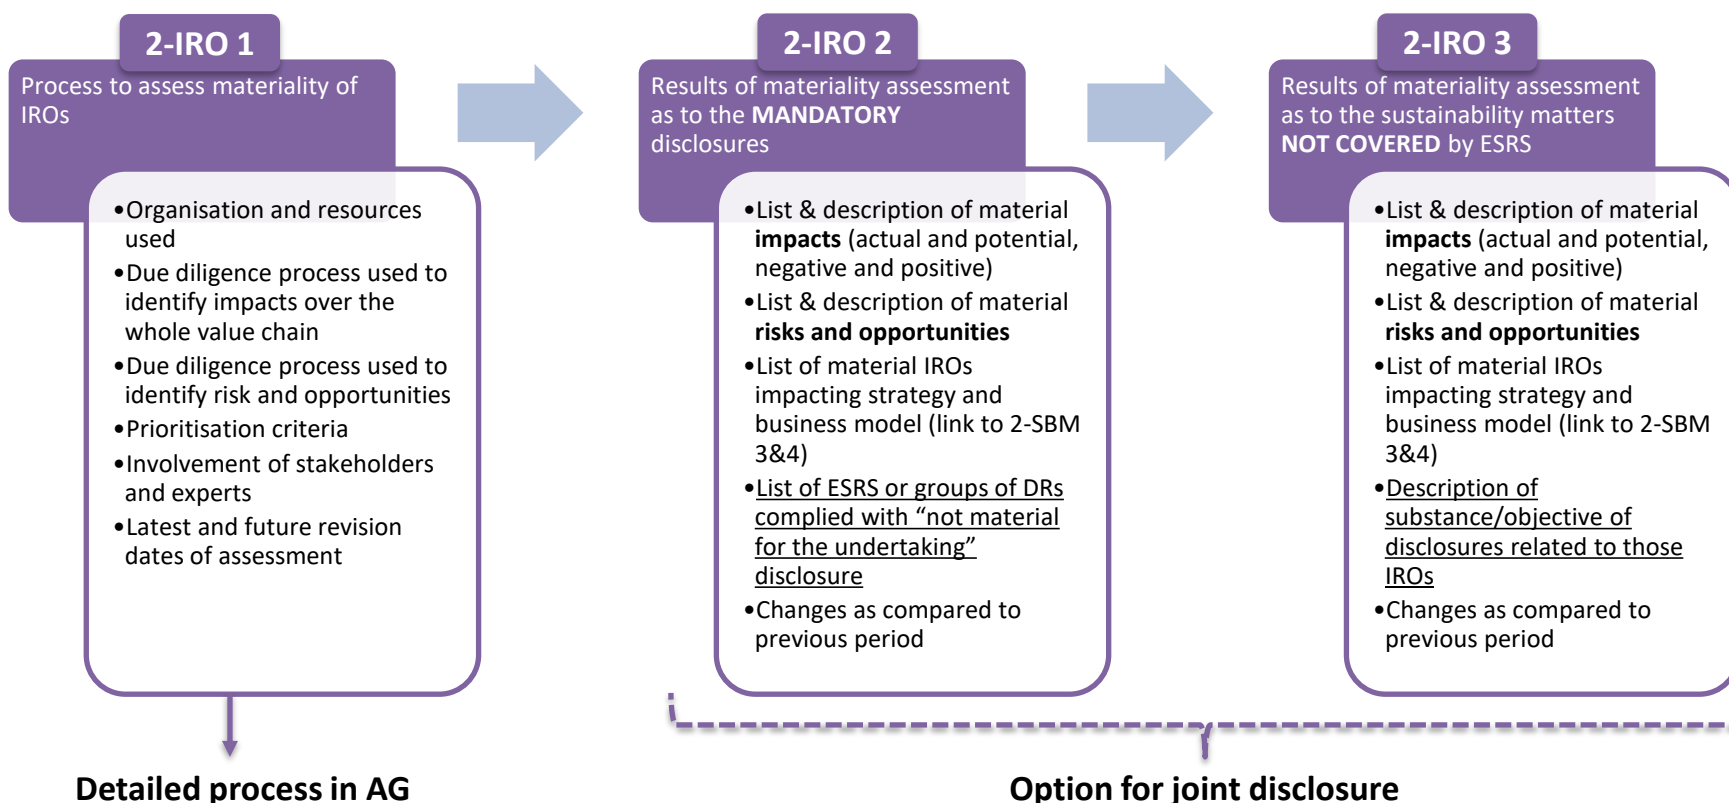 2-IRO 1
Process to assess materiality of
IROs
•Organisation and resources
used
•Due diligence process used to
identify impacts over the
whole value chain
•Due diligence process used to
identify risk and opportunities
•Prioritisation criteria
•Involvement of stakeholders
and experts
•Latest and future revision
dates of assessment
Detailed process in AG
2-IRO 2
Results of materiality assessment
as to the MANDATORY
disclosures
•List & description of material
impacts (actual and potential,
negative and positive)
•List & description of material
risks and opportunities
•List of material IROs
impacting strategy and
business model (link to 2-SBM
3&4)
•List of ESRS or groups of DRs
complied with “not material
for the undertaking”
disclosure
•Changes as compared to
previous period
2-IRO 3
Results of materiality assessment
as to the sustainability matters
NOT COVERED by ESRS
•List & description of material
impacts (actual and potential,
negative and positive)
•List & description of material
risks and opportunities
•List of material IROs
impacting strategy and
business model (link to 2-SBM
3&4)
•Description of
substance/objective of
disclosures related to those
IROs
•Changes as compared to
previous period
Option for joint disclosure